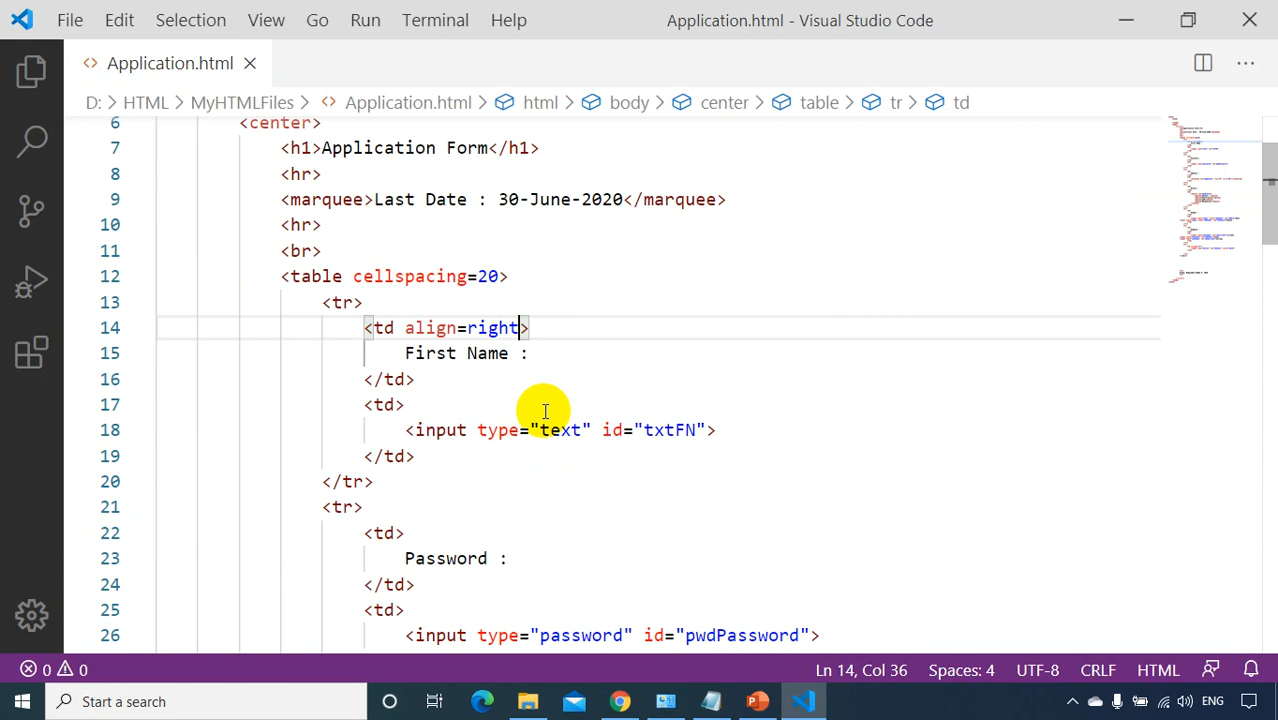 File Edit Selection View Go Run Terminal Help Application.html - Visual Studio Code
Application.html
D: > HTML > MyHTMLFiles > Application.html > html > body > center > table > tr > td
6 <center>
7 <h1>Application Form</h1>
8 <hr>
9 <marquee>Last Date : 30-June-2020</marquee>
10 <hr>
11 <br>
12 <table cellspacing=20>
13 <tr>
14 <td align=right>
15 First Name :
16 </td>
17 <td>
18 <input type="text" id="txtFN">
19 </td>
20 </tr>
21 <tr>
22 <td>
23 Password :
24 </td>
25 <td>
26 <input type="password" id="pwdPassword">
0 0 Ln 14, Col 36 Spaces: 4 UTF-8 CRLF HTML
Start a search ENG